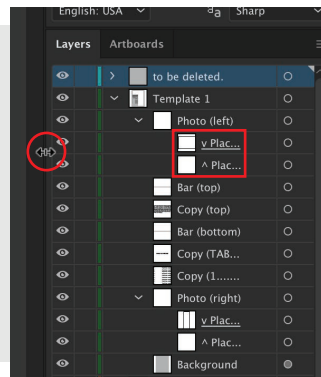 English: USA
aa Sharp
Layers Artboards
to be deleted.
Template 1
Photo (left)
v Plac...
^ Plac...
Bar (top)
Copy (top)
Bar (bottom)
Copy (TAB...
Copy (1.......
Photo (right)
v Plac...
^ Plac...
Background